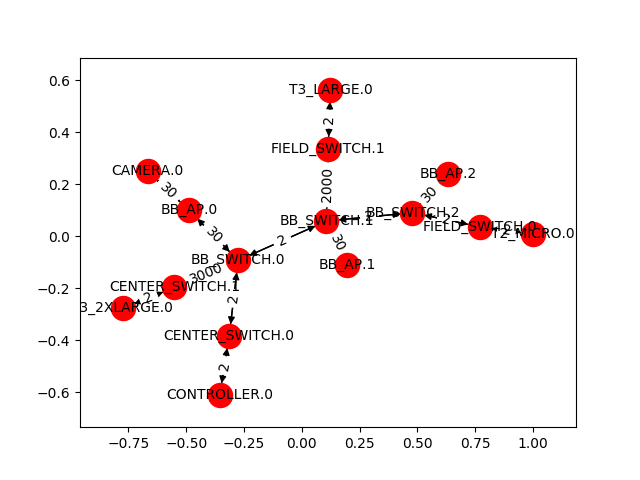 0.6
0.4
0.2
0.0
−0.2
−0.4
−0.6
T3_LARGE.0
2
FIELD_SWITCH.1
CAMERA.0
BB_AP.2
30
2000
30
BB_AP.0
BB_SWITCH.2
BB_SWITCH.1
2
FIELD_SWITCH.0
2
T2_MICRO.0
30
2
30
BB_SWITCH.0
BB_AP.1
3000
CENTER_SWITCH.1
2
3_2XLARGE.0
2
CENTER_SWITCH.0
2
CONTROLLER.0
−0.75
−0.50
−0.25
0.00
0.25
0.50
0.75
1.00